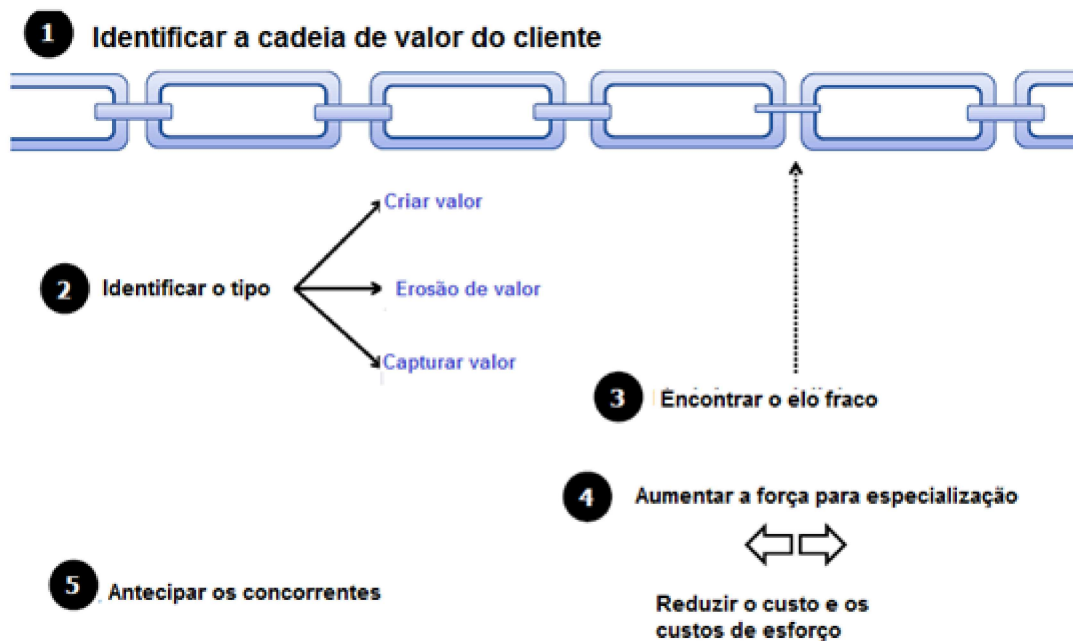 1 Identificar a cadeia de valor do cliente
Criar valor
2 Identificar o tipo
Erosão de valor
Capturar valor
3 Encontrar o elo fraco
4 Aumentar a força para especialização
5 Antecipar os concorrentes
Reduzir o custo e os
custos de esforço